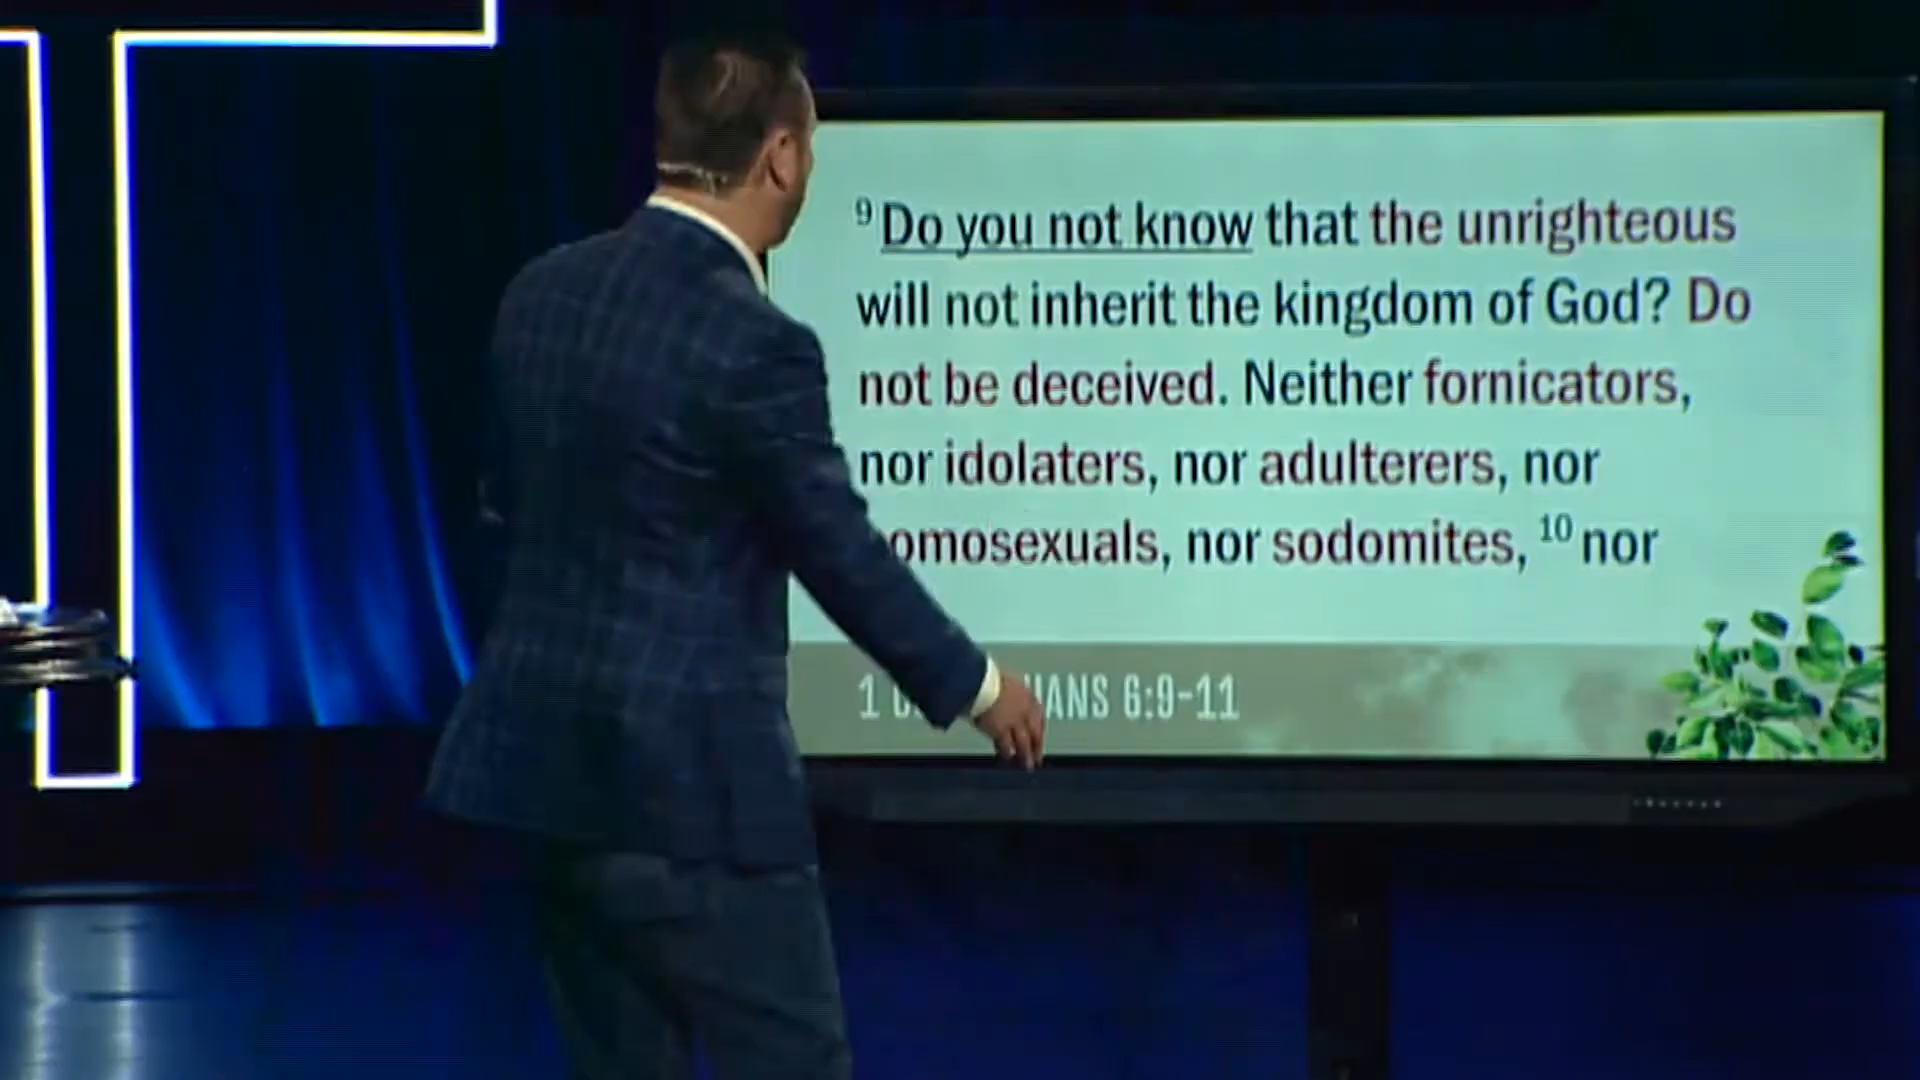 9 Do you not know that the unrighteous
will not inherit the kingdom of God? Do
not be deceived. Neither fornicators,
nor idolaters, nor adulterers, nor
omosexuals, nor sodomites, 10 nor
1 ANS 6:9-11